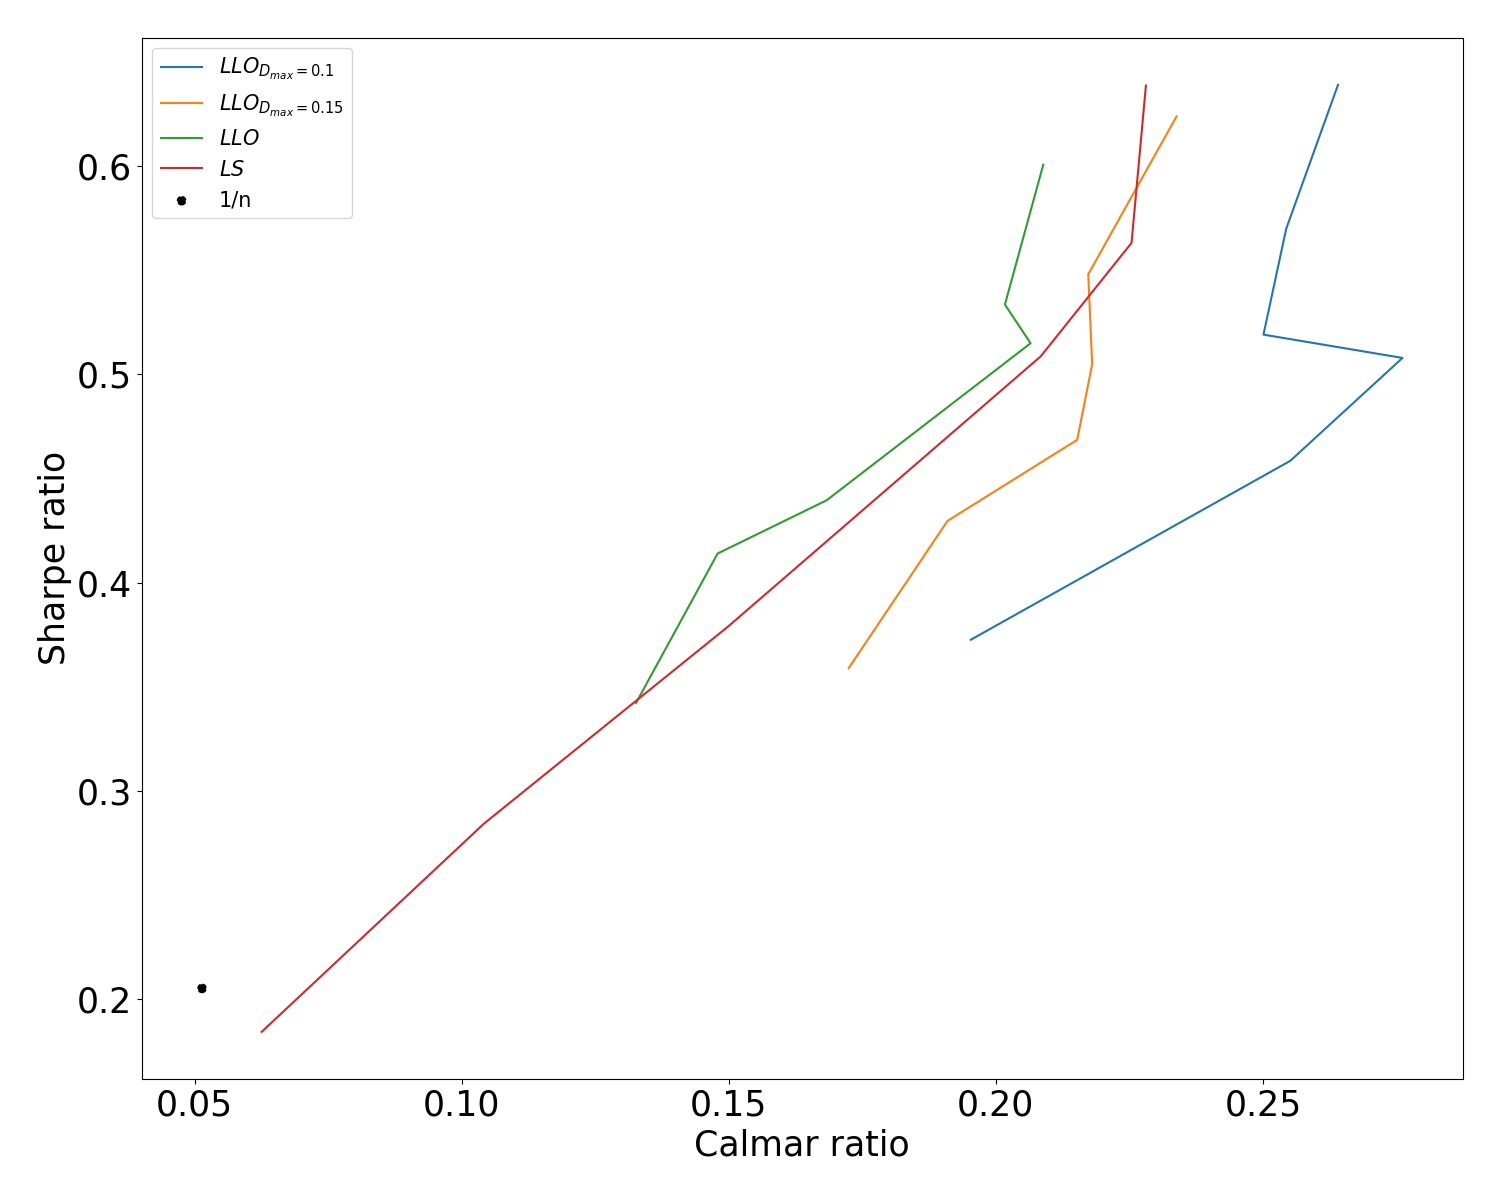 LLO_{D_{max}=0.1}
LLO_{D_{max}=0.15}
LLO
LS
1/n
0.6
0.5
0.4
0.3
0.2
Sharpe ratio
0.05 0.10 0.15 0.20 0.25
Calmar ratio